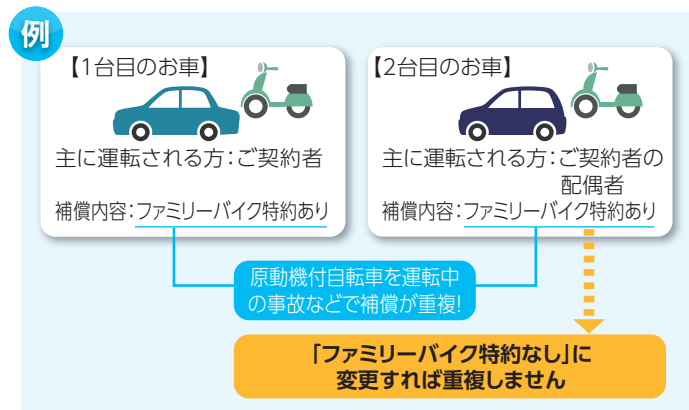 例
【1台目のお車】
主に運転される方：ご契約者
補償内容：ファミリーバイク特約あり
【2台目のお車】
主に運転される方：ご契約者の
配偶者
補償内容：ファミリーバイク特約あり
原動機付自転車を運転中
の事故などで補償が重複!
「ファミリーバイク特約なし」に
変更すれば重複しません